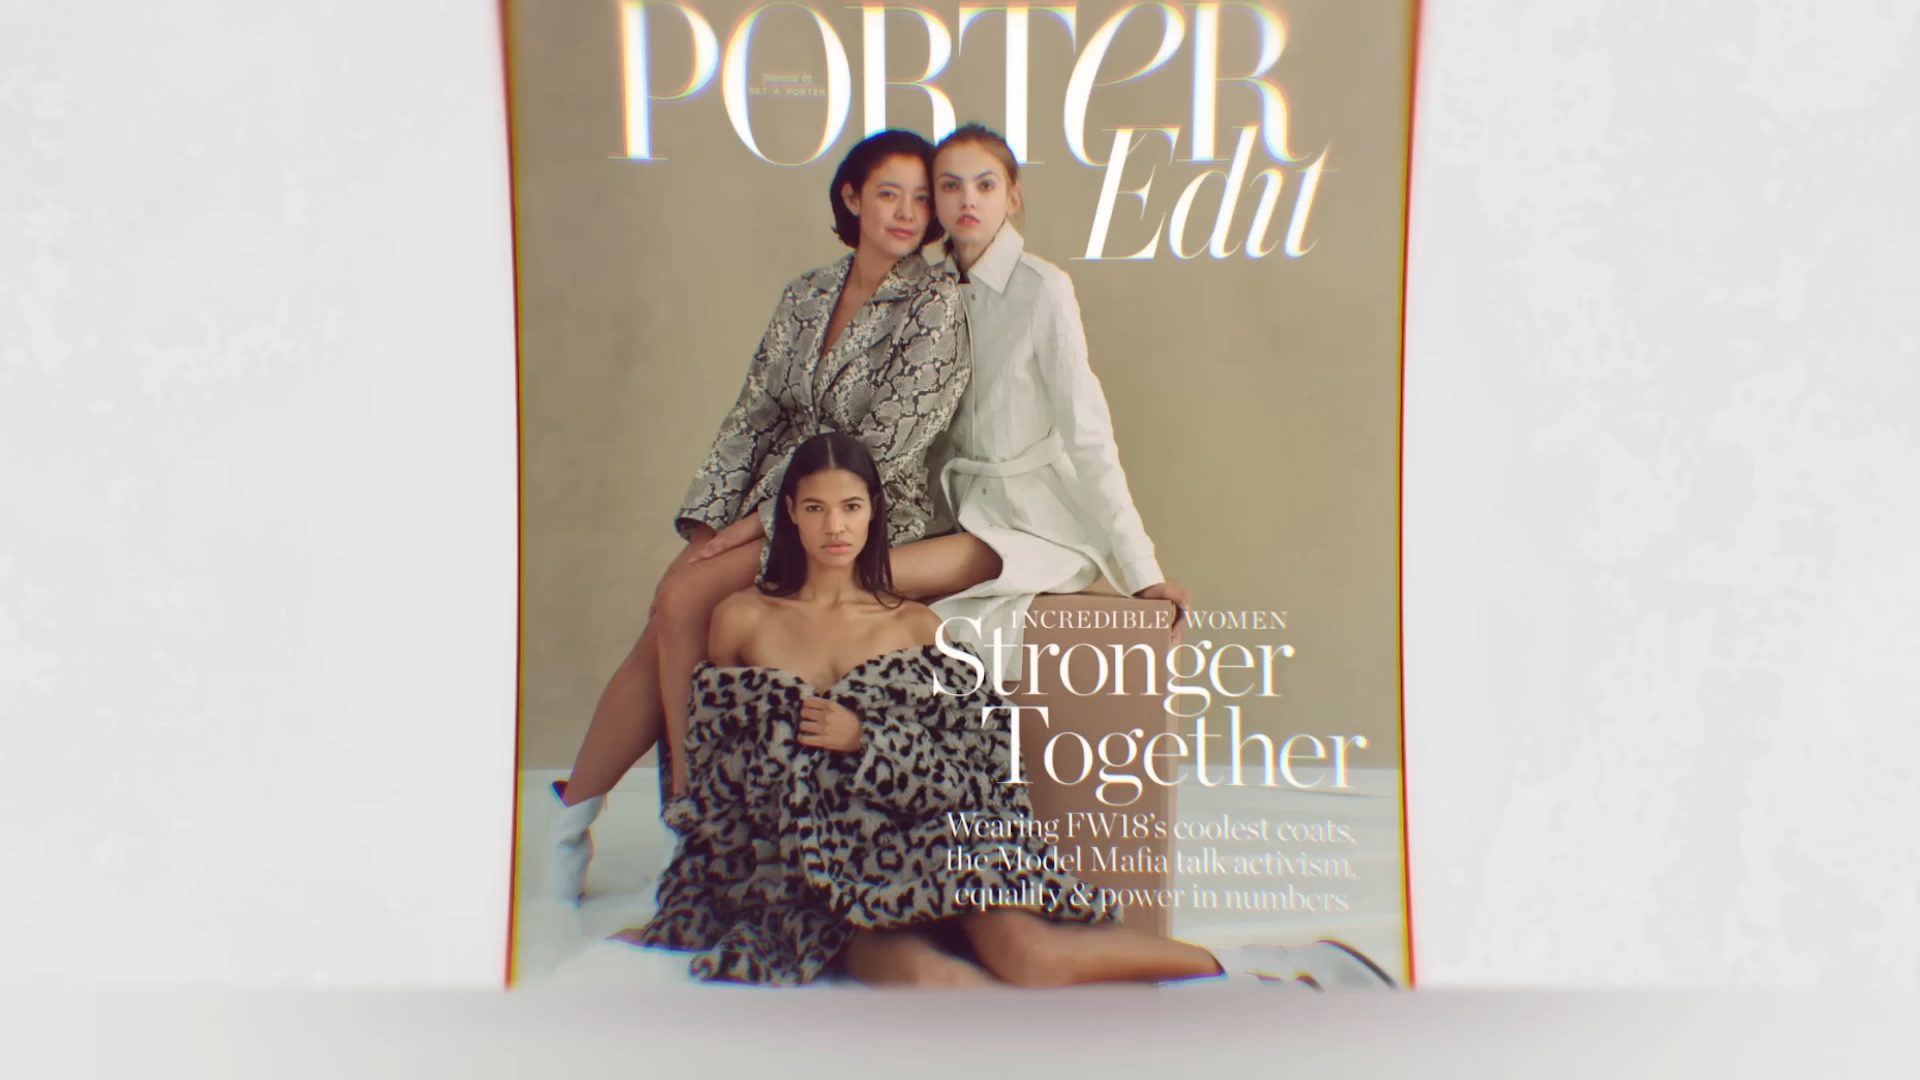 PORTER
powered by
NET-A-PORTER
Edit
INCREDIBLE WOMEN
Stronger
Together
Wearing FW18's coolest coats,
the Model Mafia talk activism,
equality & power in numbers